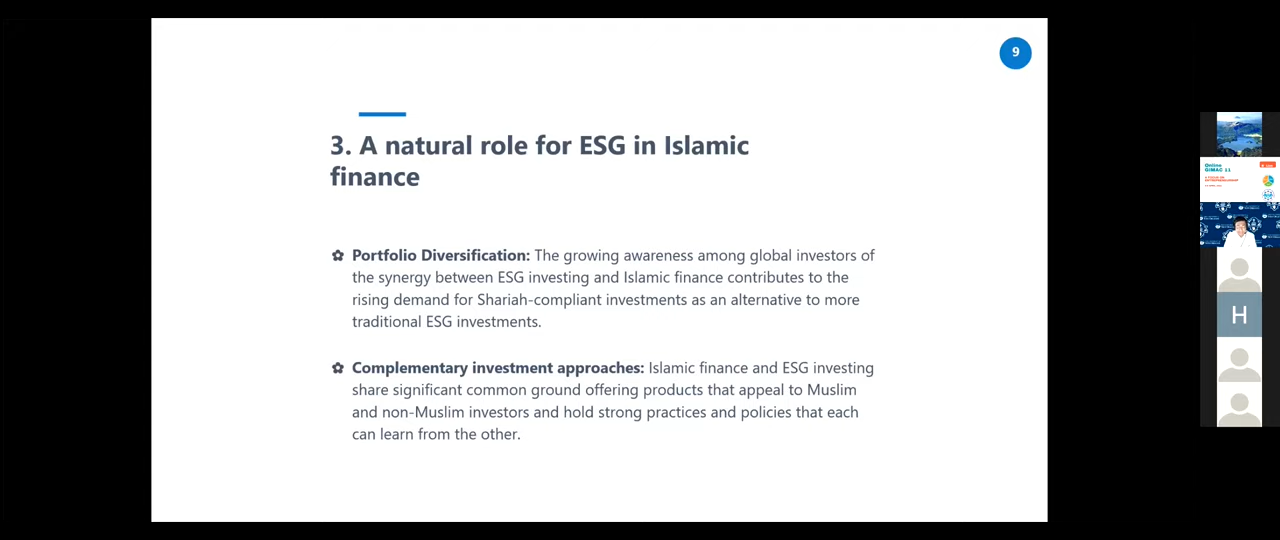 9
3. A natural role for ESG in Islamic
finance
✿ Portfolio Diversification: The growing awareness among global investors of
the synergy between ESG investing and Islamic finance contributes to the
rising demand for Shariah-compliant investments as an alternative to more
traditional ESG investments.
✿ Complementary investment approaches: Islamic finance and ESG investing
share significant common ground offering products that appeal to Muslim
and non-Muslim investors and hold strong practices and policies that each
can learn from the other.
Online
GIMAC 11
H